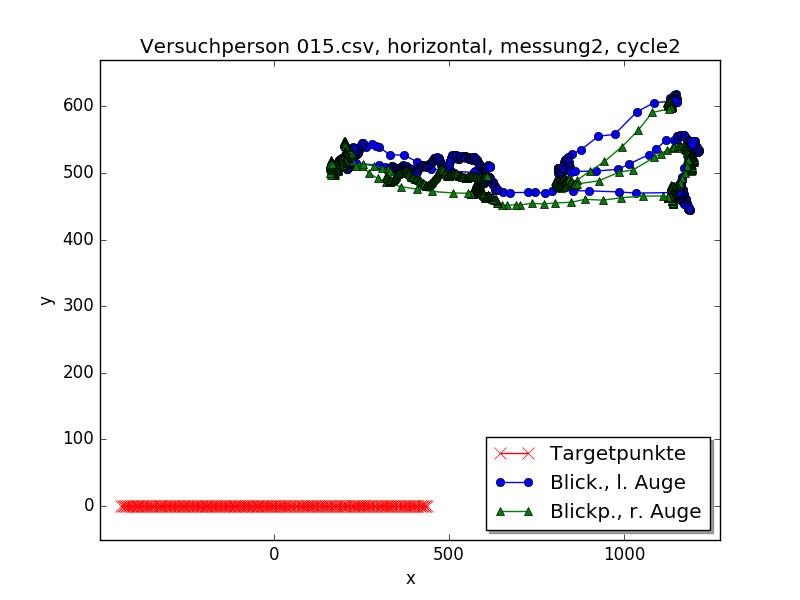 Versuchperson 015.csv, horizontal, messung2, cycle2
600
500
400
300
200
100
0
y
0 500 1000
x
Targetpunkte
Blick., l. Auge
Blickp., r. Auge